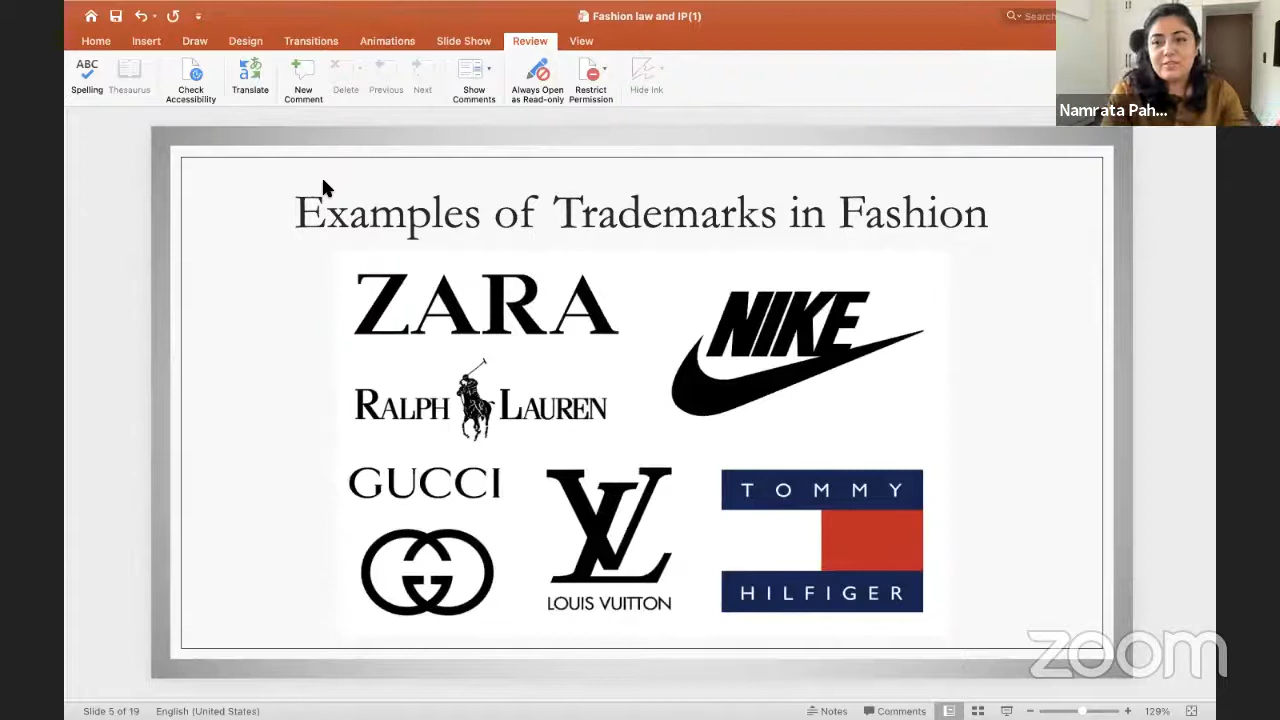 Fashion law and IP(1)
Search
Home Insert Draw Design Transitions Animations Slide Show Review View
ABC
Spelling Thesaurus Check Accessibility Translate New Comment Delete Previous Next Show Comments Always Open as Read-only Restrict Permission Hide Ink
Namrata Pah...
Examples of Trademarks in Fashion
ZARA
NIKE
RALPH LAUREN
GUCCI
LV
LOUIS VUITTON
TOMMY
HILFIGER
zoom
Slide 5 of 19 English (United States) Notes Comments 129%